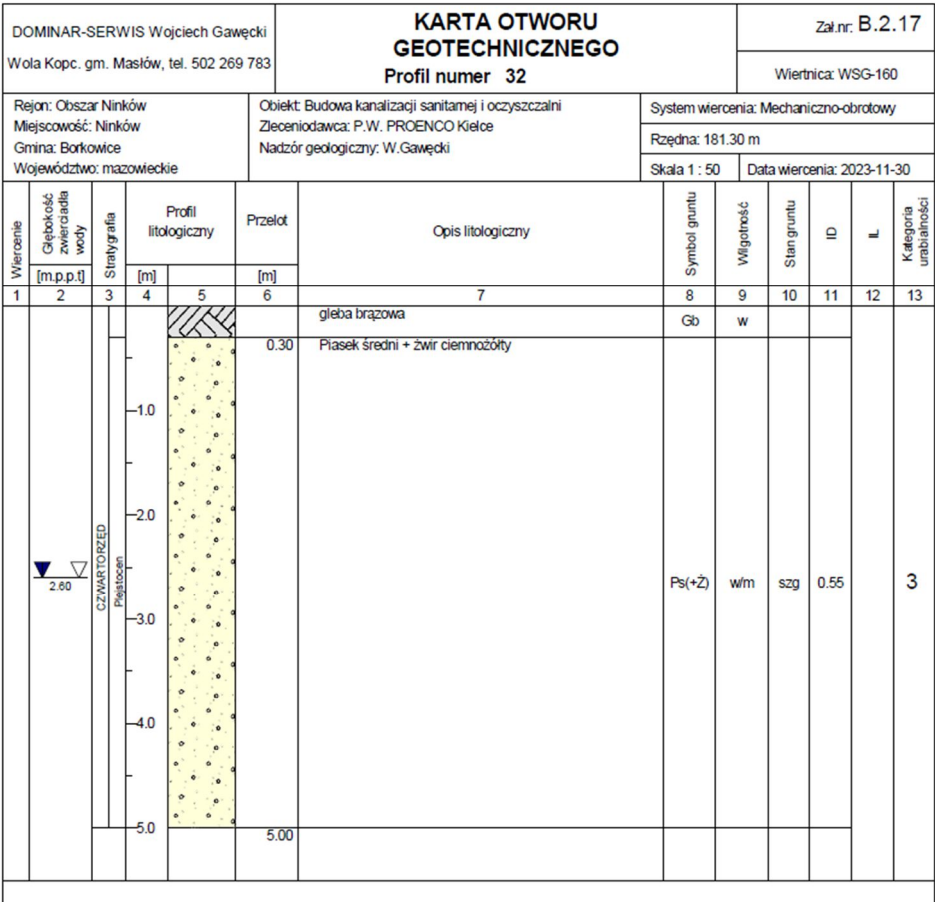 DOMINAR-SERWIS Wojciech Gawęcki
Wola Kopc. gm. Masłów, tel. 502 269 783
KARTA OTWORU
GEOTECHNICZNEGO
Profil numer 32
Zał.nr: B.2.17
Wiertnica: WSG-160
Rejon: Obszar Ninków
Miejscowość: Ninków
Gmina: Borkowice
Województwo: mazowieckie
Obiekt: Budowa kanalizacji sanitarnej i oczyszczalni
Zleceniodawca: P.W. PROENCO Kielce
Nadzór geologiczny: W.Gawęcki
System wiercenia: Mechaniczno-obrotowy
Rzędna: 181.30 m
Skala 1 : 50
Data wiercenia: 2023-11-30
Wiercenie
Głębokość
zwierciadła
wody
[m.p.p.t]
Stratygrafia
Profil
litologiczny
[m]
Przelot
[m]
Opis litologiczny
Symbol gruntu
Wilgotność
Stan gruntu
ID
IL
Kategoria
urabialności
1 2 3 4 5 6 7 8 9 10 11 12 13
gleba brązowa
Gb w
0.30 Piasek średni + żwir ciemnożółty
1.0
2.0
CZWARTORZĘD
Plejstocen
2.60
Ps(+Ż) w/m szg 0.55 3
3.0
4.0
5.0
5.00